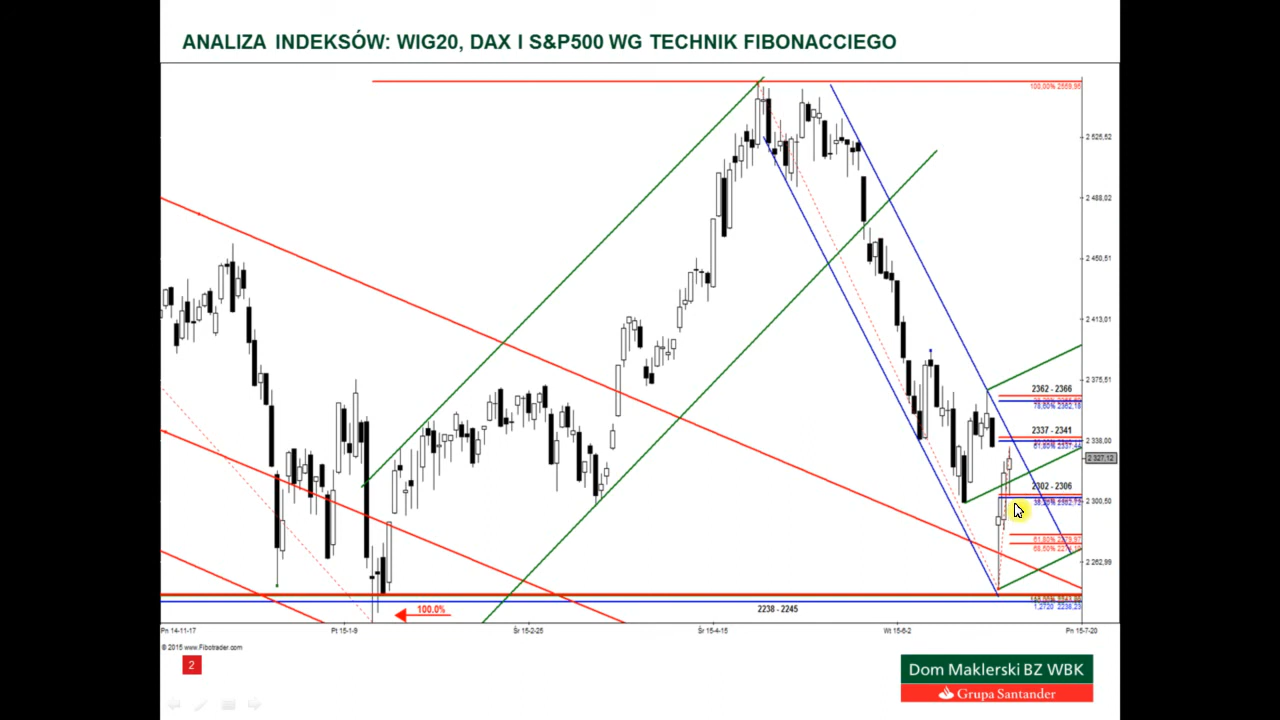 ANALIZA INDEKSÓW: WIG20, DAX I S&P500 WG TECHNIK FIBONACCIEGO
100,00% 2559,95
2 525,52
2 488,02
2 450,51
2 413,01
2 375,51
2362 - 2366
78,60% 2362,18
2337 - 2341
2 338,00
61,80% 2337,44
2 327,12
2302 - 2306
2 300,50
61,80%
2 262,99
100.0%
2238 - 2245
1,2720 2238,23
Pn 14-11-17
Pt 15-1-9
Śr 15-2-25
Śr 15-4-15
Wt 15-6-2
Pn 15-7-20
© 2015 www.Fibotrader.com
2
Dom Maklerski BZ WBK
Grupa Santander